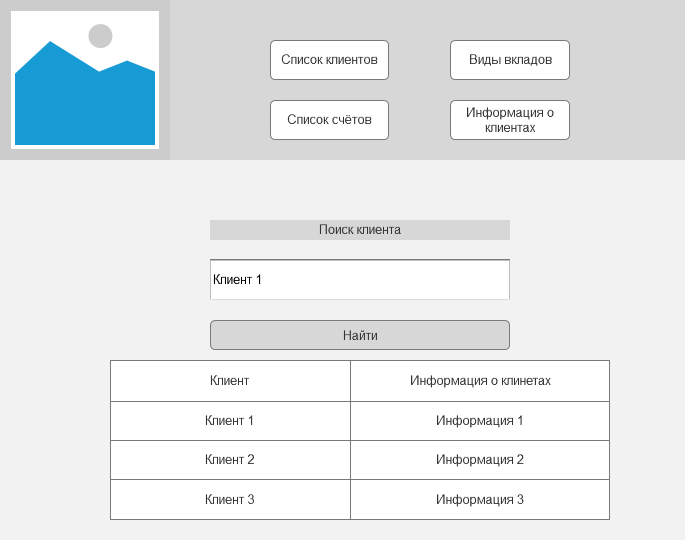 Список клиентов
Виды вкладов
Список счётов
Информация о
клиентах
Поиск клиента
Клиент 1
Найти
Клиент Информация о клинетах
Клиент 1 Информация 1
Клиент 2 Информация 2
Клиент 3 Информация 3